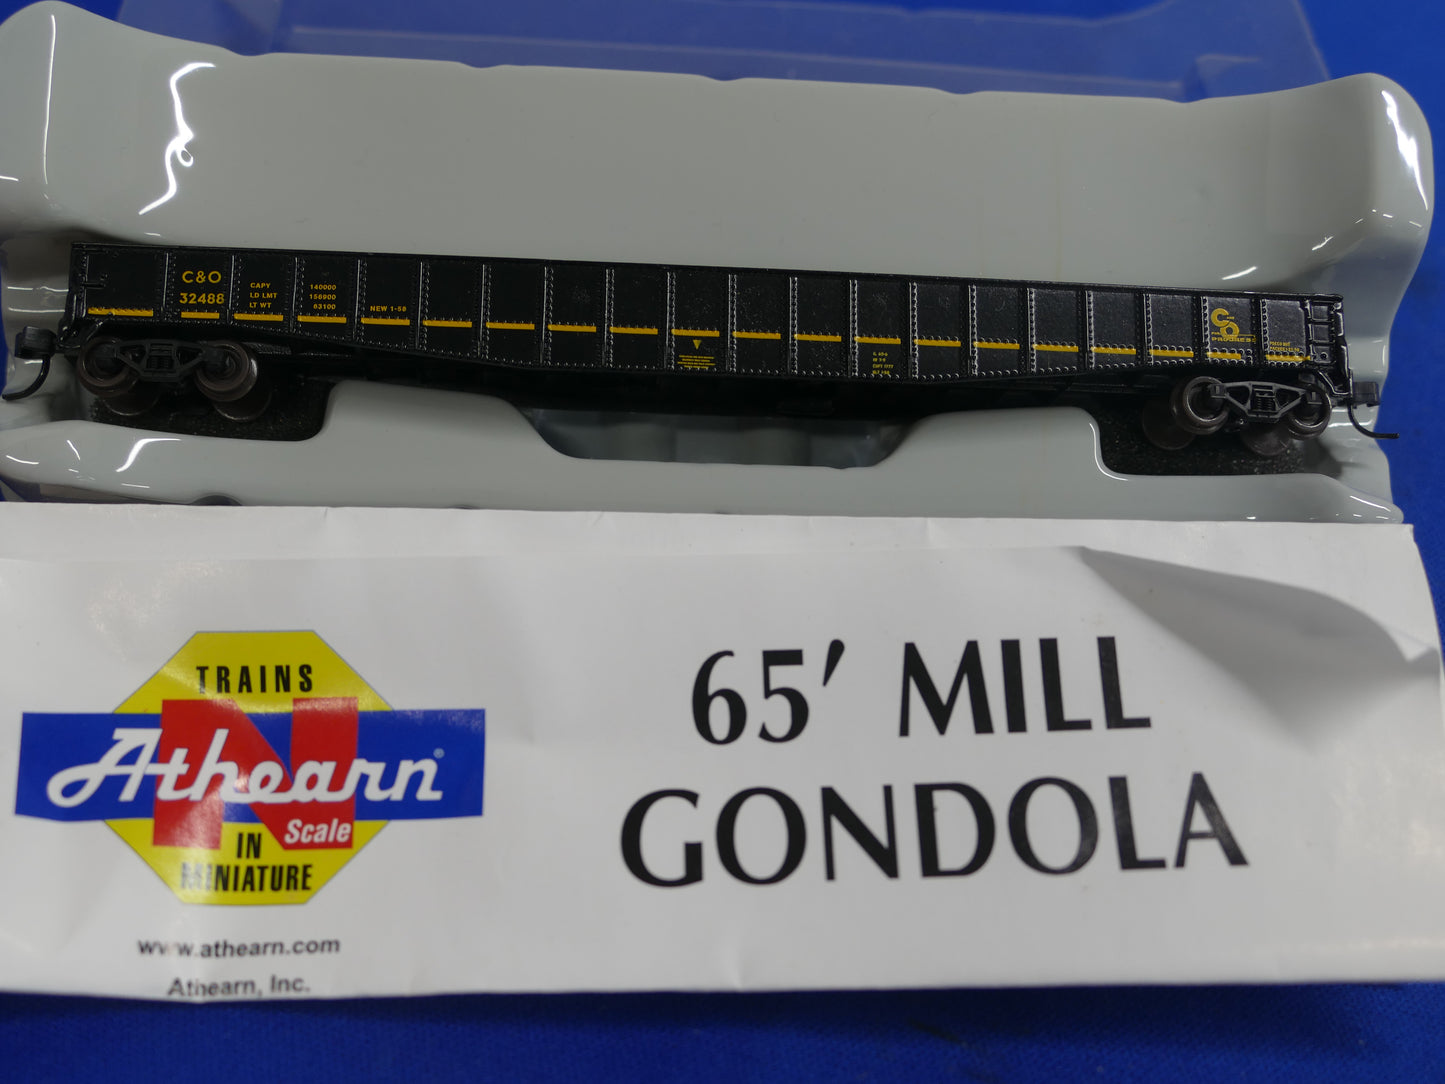 C&O
32488
CAPY 140000
LD LMT 156900
LT WT 63100
NEW 1-58
C
O
PROGRESS
65' MILL
GONDOLA
TRAINS
N
Athearn®
Scale
IN
MINIATURE
www.athearn.com
Athearn, Inc.